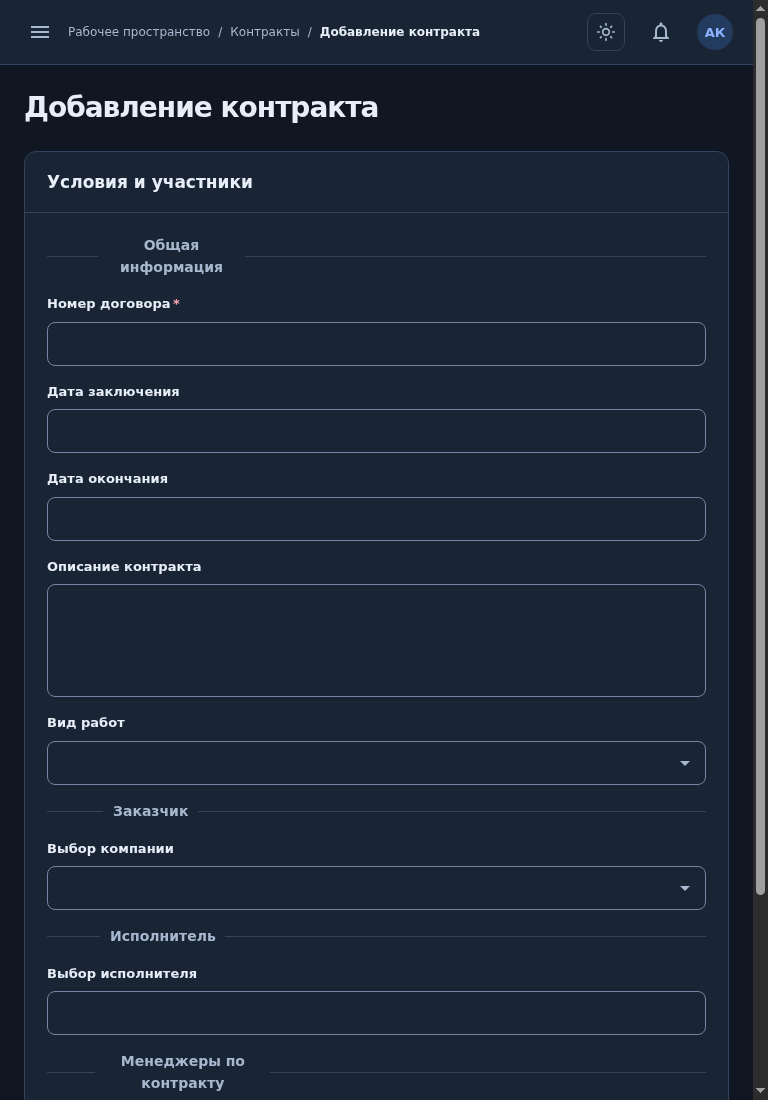 Рабочее пространство / Контракты / Добавление контракта
АК
Добавление контракта
Условия и участники
Общая
информация
Номер договора *
Дата заключения
Дата окончания
Описание контракта
Вид работ
Заказчик
Выбор компании
Исполнитель
Выбор исполнителя
Менеджеры по
контракту